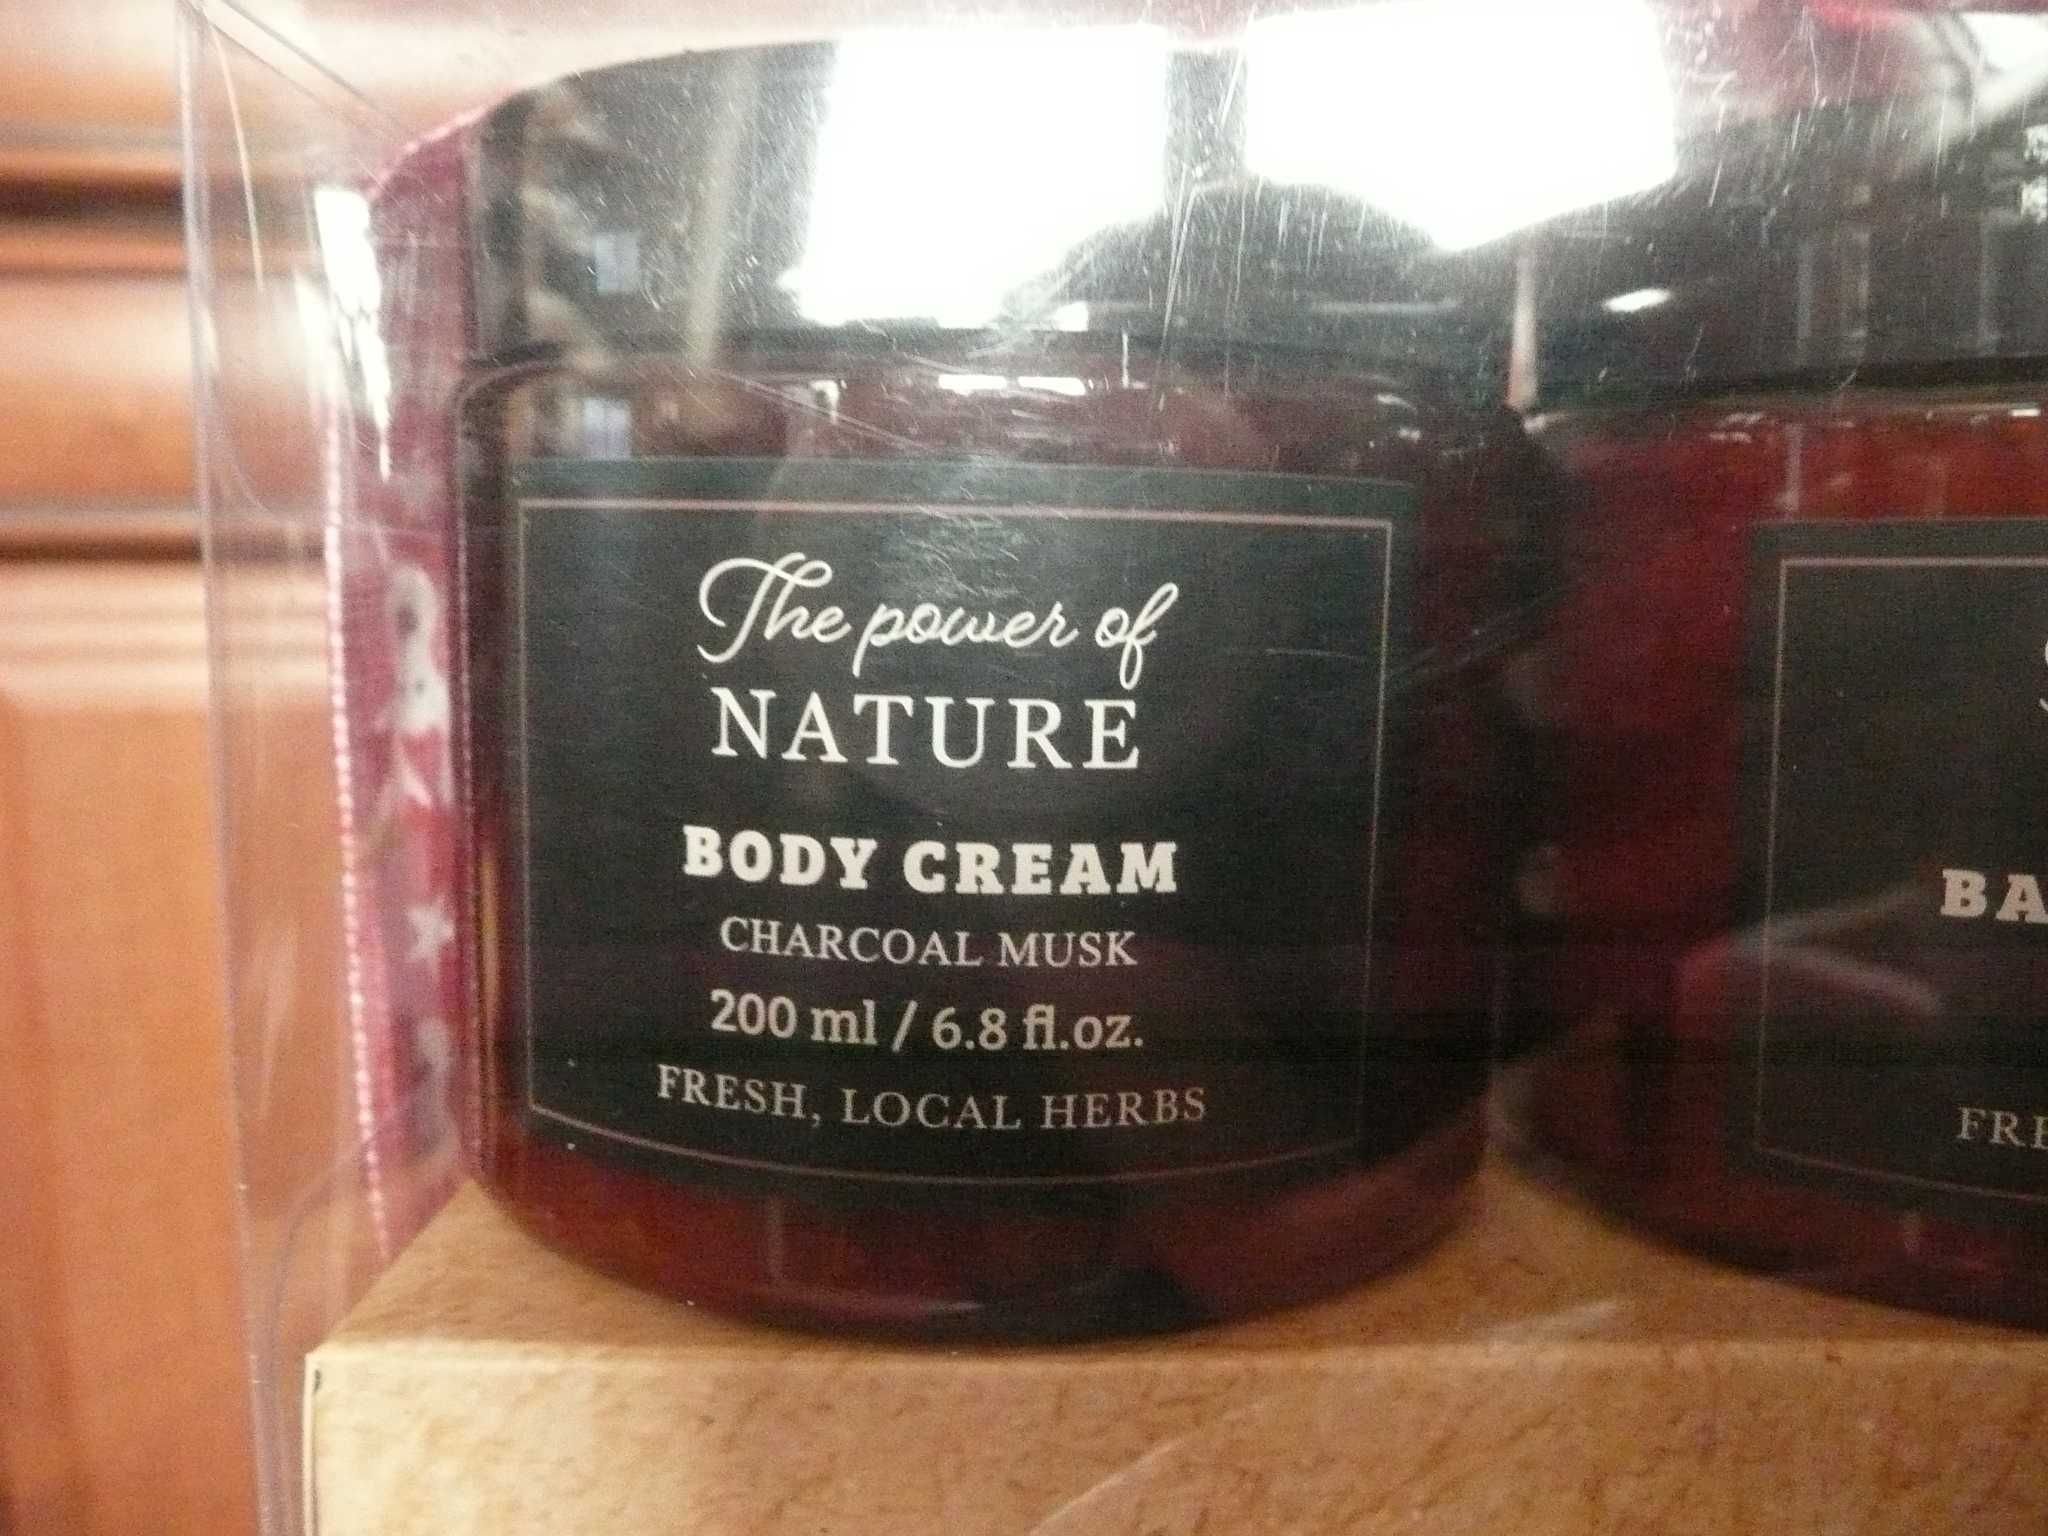 The power of
NATURE
BODY CREAM
CHARCOAL MUSK
200 ml / 6.8 fl.oz.
FRESH, LOCAL HERBS